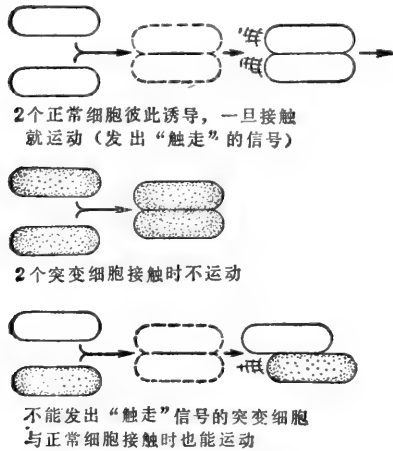 2个正常细胞彼此诱导，一旦接触
就运动（发出“触走”的信号）
2个突变细胞接触时不运动
不能发出“触走”信号的突变细胞
与正常细胞接触时也能运动